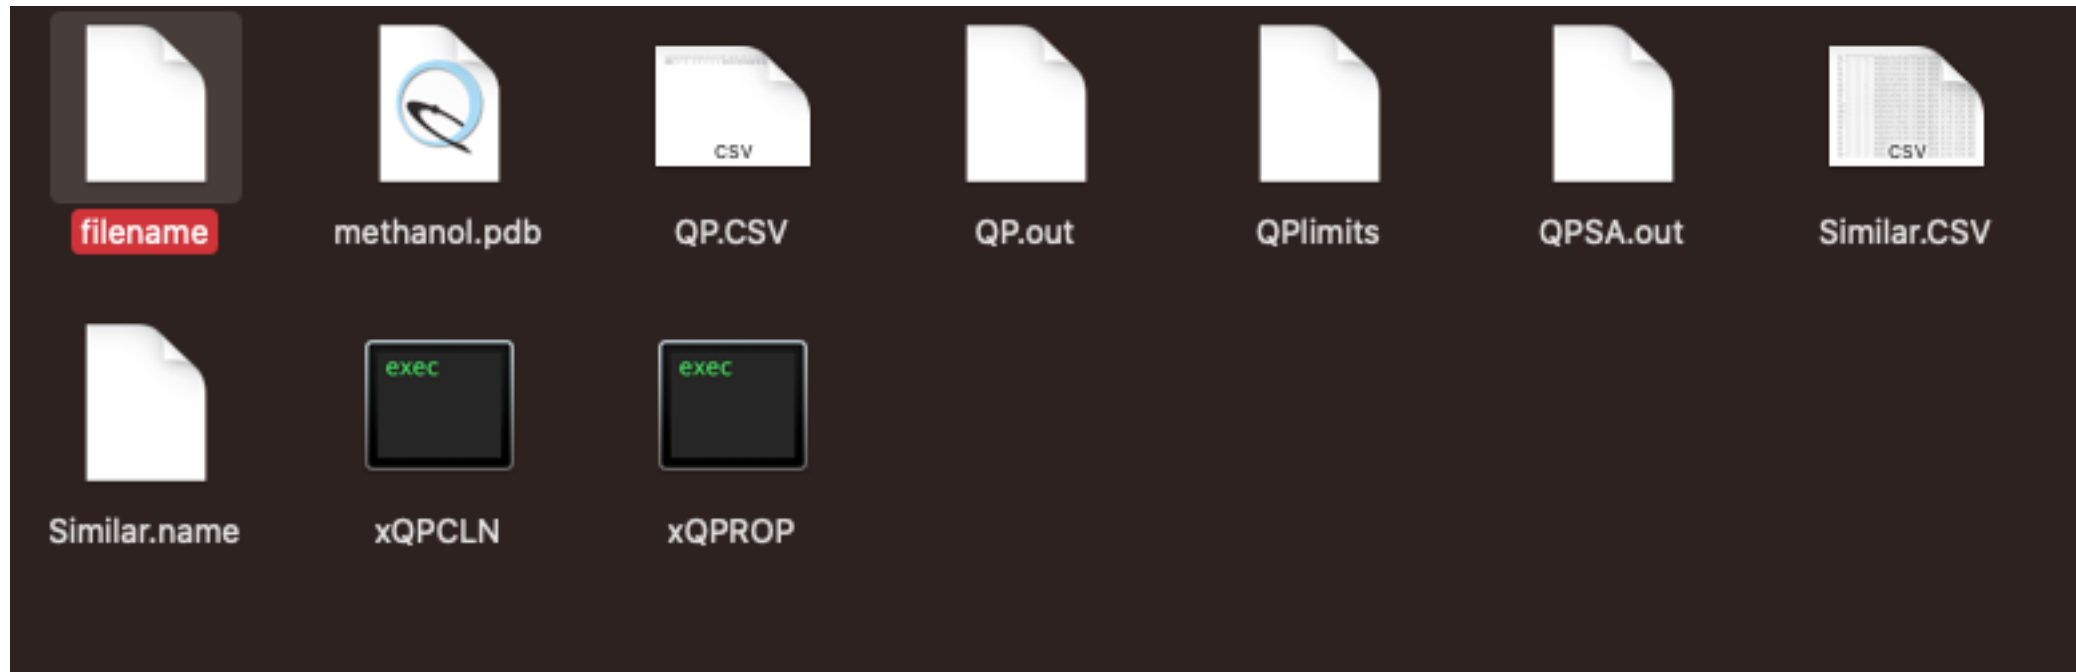 CSV
CSV
filename
methanol.pdb
QP.CSV
QP.out
QPlimits
QPSA.out
Similar.CSV
exec
exec
Similar.name
xQPCLN
xQPROP